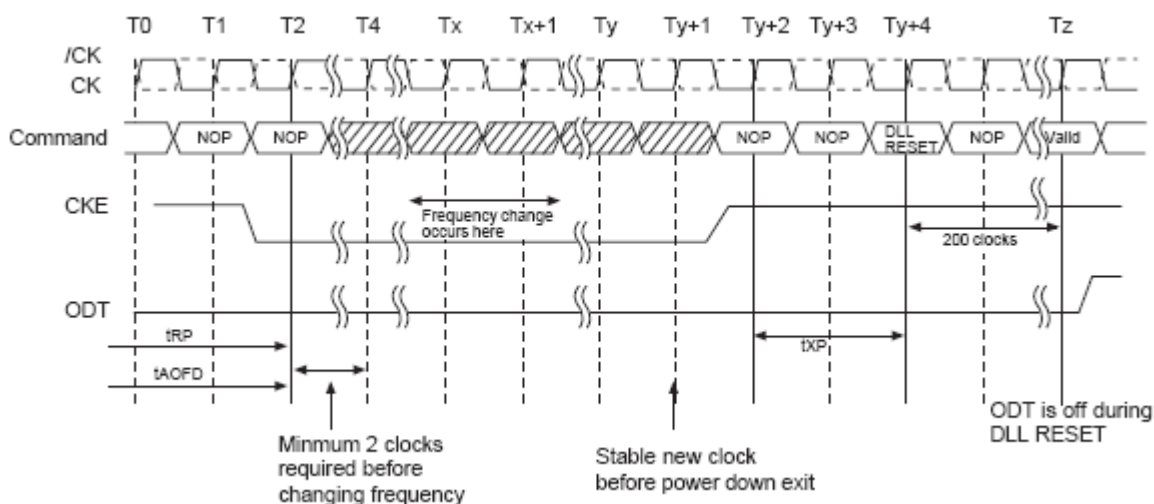 T0 T1 T2 T4 Tx Tx+1 Ty Ty+1 Ty+2 Ty+3 Ty+4 Tz
/CK
CK
Command NOP NOP NOP NOP DLL RESET NOP Valid
CKE
Frequency change
occurs here
200 clocks
ODT
tRP
tXP
tAOFD
Minmum 2 clocks
required before
changing frequency
Stable new clock
before power down exit
ODT is off during
DLL RESET